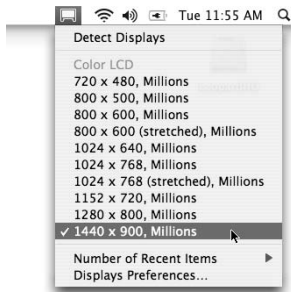 Tue 11:55 AM
Detect Displays
Color LCD
720 x 480, Millions
800 x 500, Millions
800 x 600, Millions
800 x 600 (stretched), Millions
1024 x 640, Millions
1024 x 768, Millions
1024 x 768 (stretched), Millions
1152 x 720, Millions
1280 x 800, Millions
✓ 1440 x 900, Millions
Number of Recent Items
Displays Preferences...